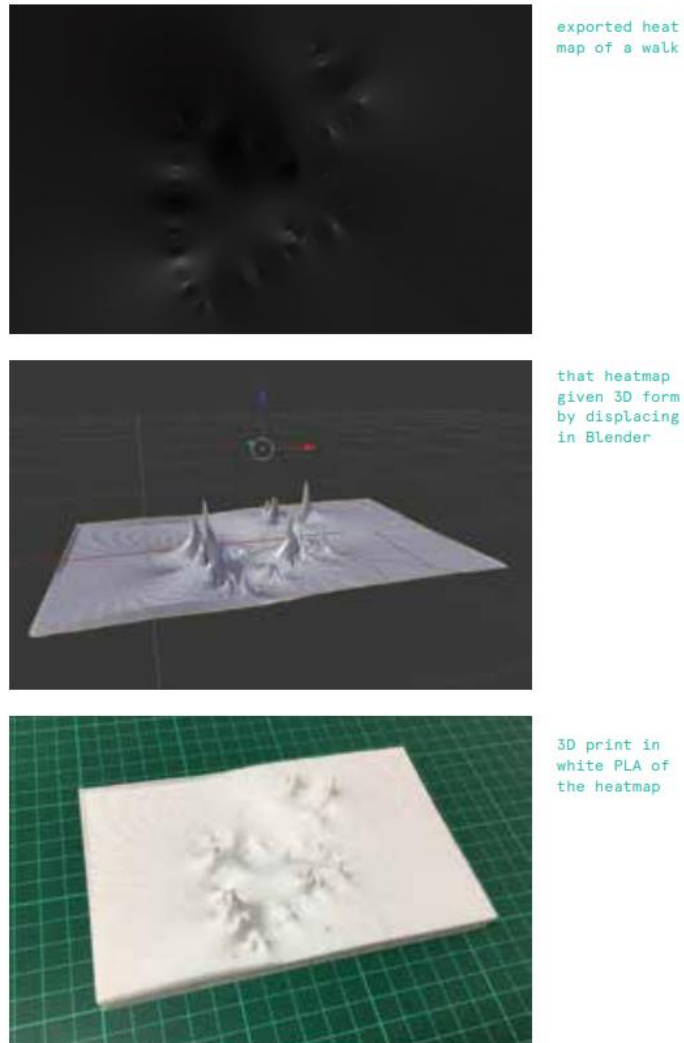 exported heat
map of a walk
that heatmap
given 3D form
by displacing
in Blender
3D print in
white PLA of
the heatmap